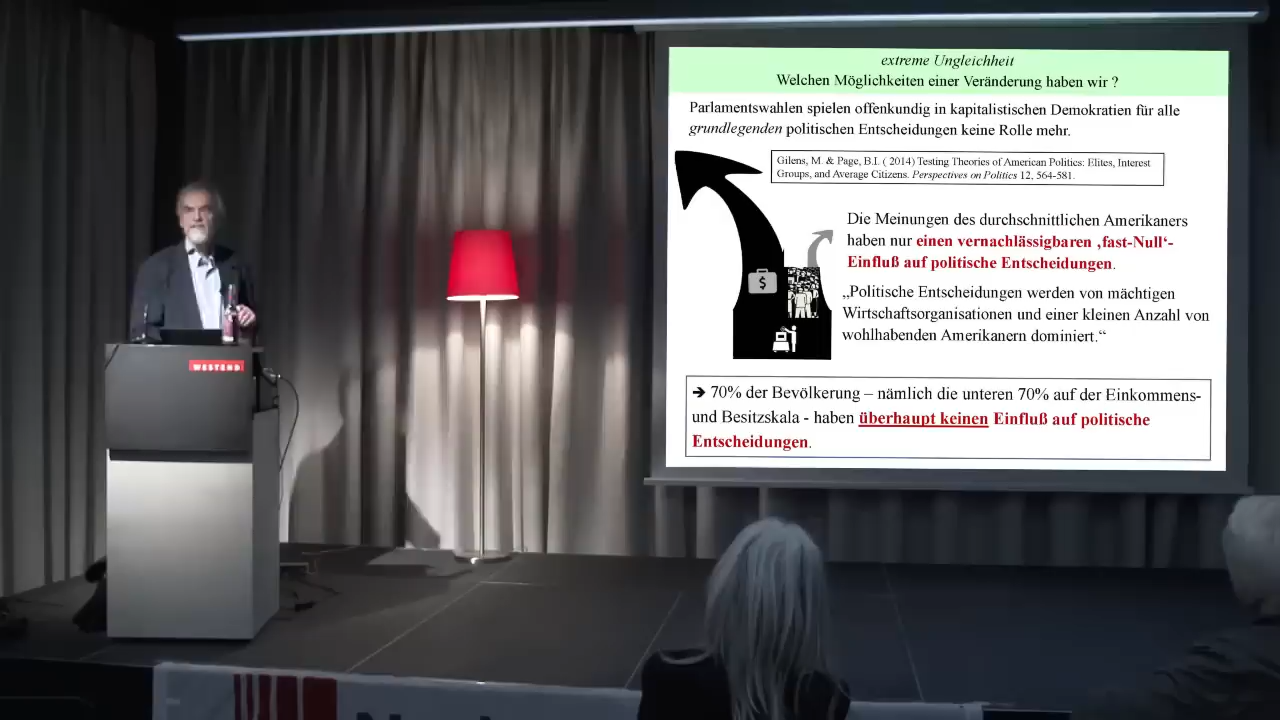 extreme Ungleichheit
Welchen Möglichkeiten einer Veränderung haben wir ?
Parlamentswahlen spielen offenkundig in kapitalistischen Demokratien für alle
grundlegenden politischen Entscheidungen keine Rolle mehr.
Gilens, M. & Page, B.I. ( 2014) Testing Theories of American Politics: Elites, Interest
Groups, and Average Citizens. Perspectives on Politics 12, 564-581.
Die Meinungen des durchschnittlichen Amerikaners
haben nur einen vernachlässigbaren ‚fast-Null‘-
Einfluß auf politische Entscheidungen.
$
„Politische Entscheidungen werden von mächtigen
Wirtschaftsorganisationen und einer kleinen Anzahl von
wohlhabenden Amerikanern dominiert.“
➔ 70% der Bevölkerung – nämlich die unteren 70% auf der Einkommens-
und Besitzskala - haben überhaupt keinen Einfluß auf politische
Entscheidungen.
WESTEND